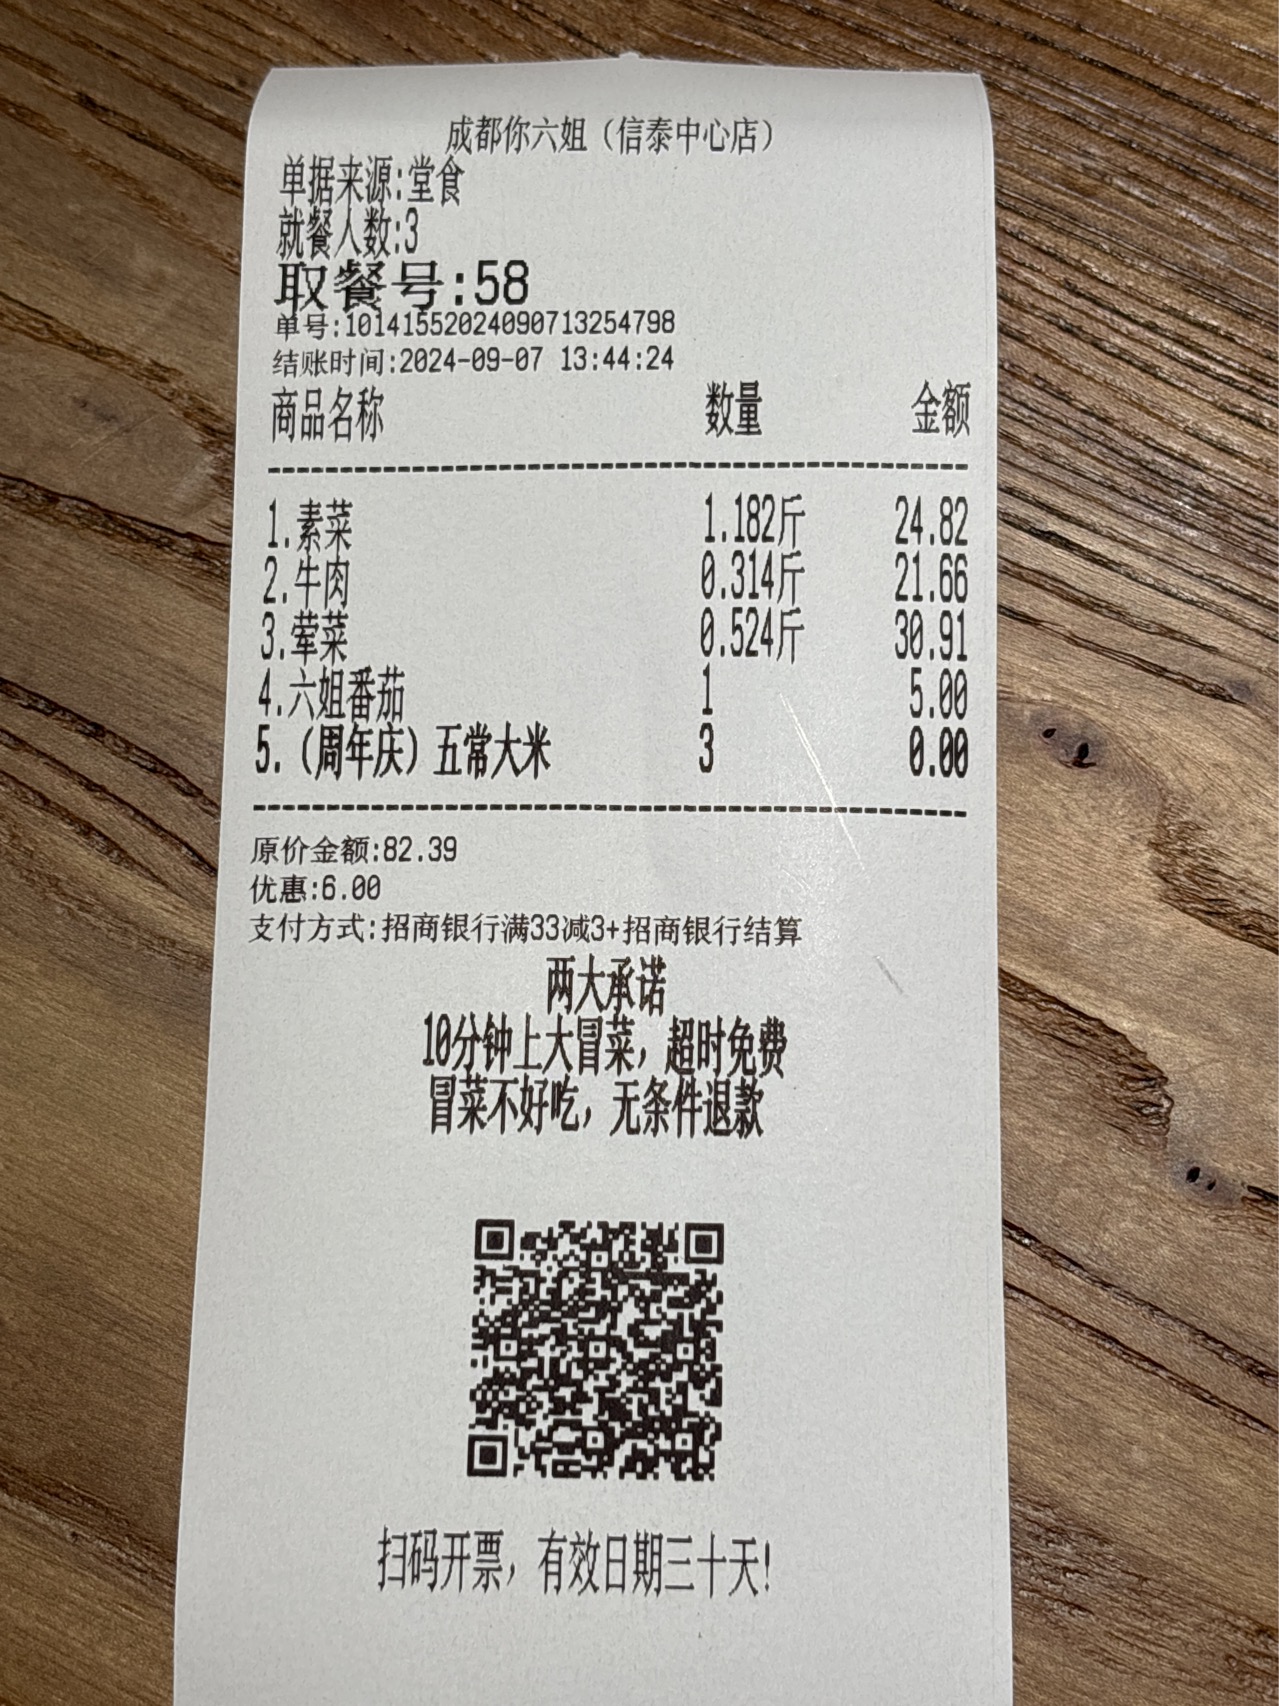 成都你六姐（信泰中心店）
单据来源:堂食
就餐人数:3
取餐号:58
单号:10141552024090713254798
结账时间:2024-09-07 13:44:24
商品名称 数量 金额
1.素菜 1.182斤 24.82
2.牛肉 0.314斤 21.66
3.荤菜 0.524斤 30.91
4.六姐番茄 1 5.00
5.（周年庆）五常大米 3 0.00
原价金额:82.39
优惠:6.00
支付方式:招商银行满33减3+招商银行结算
两大承诺
10分钟上大冒菜，超时免费
冒菜不好吃，无条件退款
扫码开票，有效日期三十天!